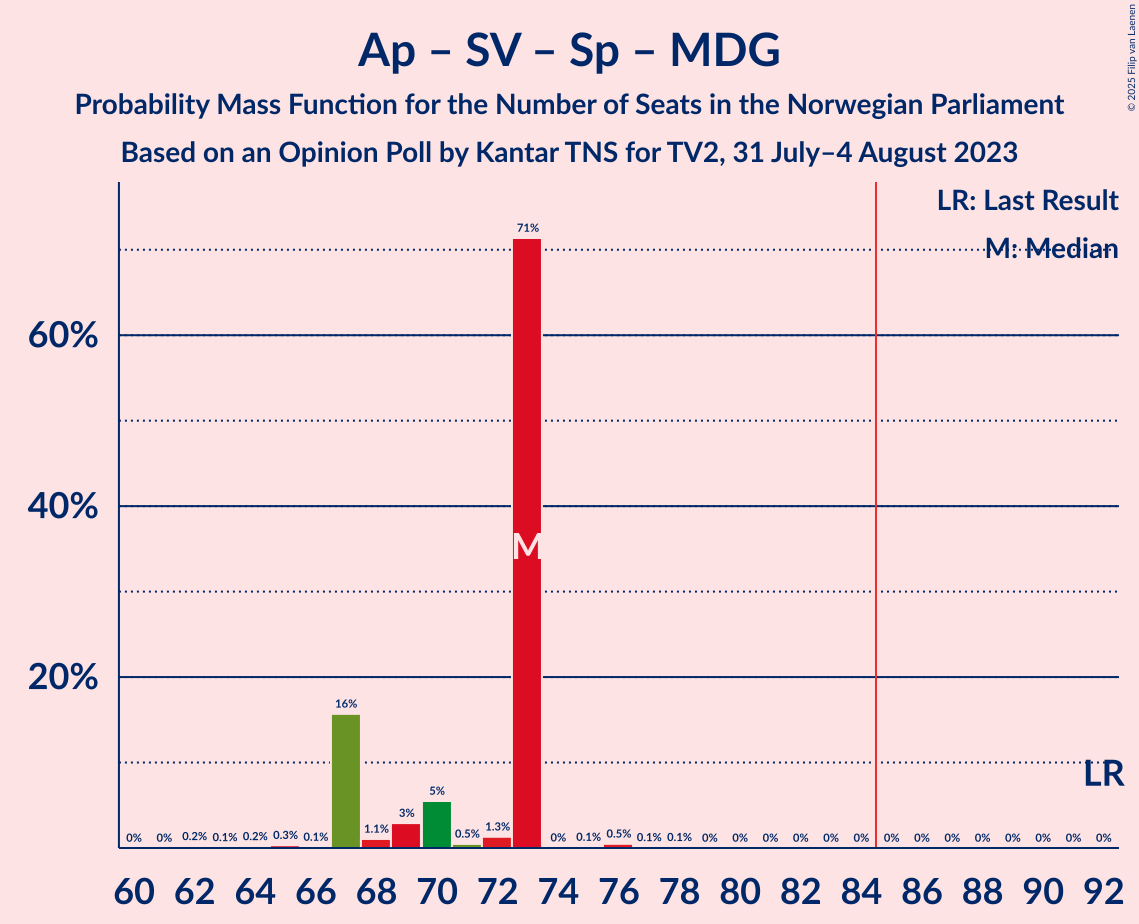 Ap – SV – Sp – MDG
Probability Mass Function for the Number of Seats in the Norwegian Parliament
Based on an Opinion Poll by Kantar TNS for TV2, 31 July–4 August 2023
© 2025 Filip van Laenen
LR: Last Result
M: Median
60%
40%
20%
71%
M
16%
LR
0% 0% 0.2% 0.1% 0.2% 0.3% 0.1% 1.1% 3% 5% 0.5% 1.3% 0% 0.1% 0.5% 0.1% 0.1% 0% 0% 0% 0% 0% 0% 0% 0% 0% 0% 0% 0% 0% 0% 0%
60 62 64 66 68 70 72 74 76 78 80 82 84 86 88 90 92